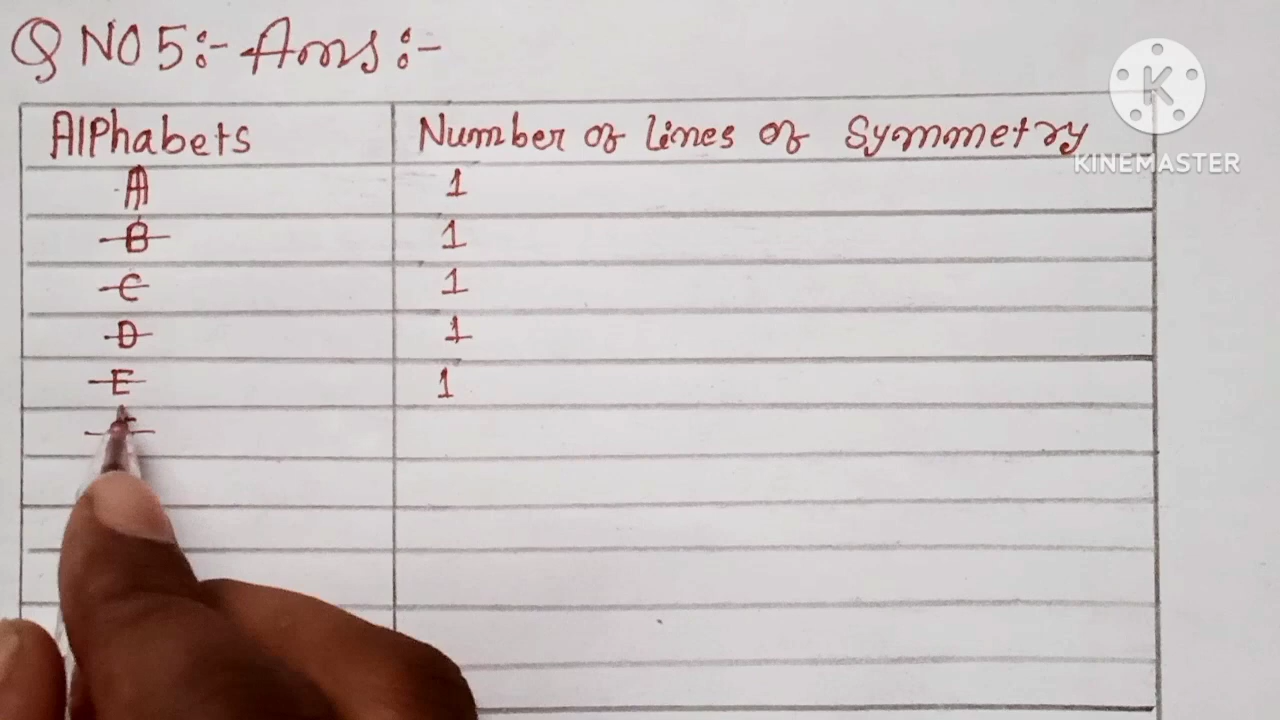 Q NO 5:- Ans:-
Alphabets Number of lines of Symmetry
A 1
B 1
C 1
D 1
E 1
K
KINEMASTER